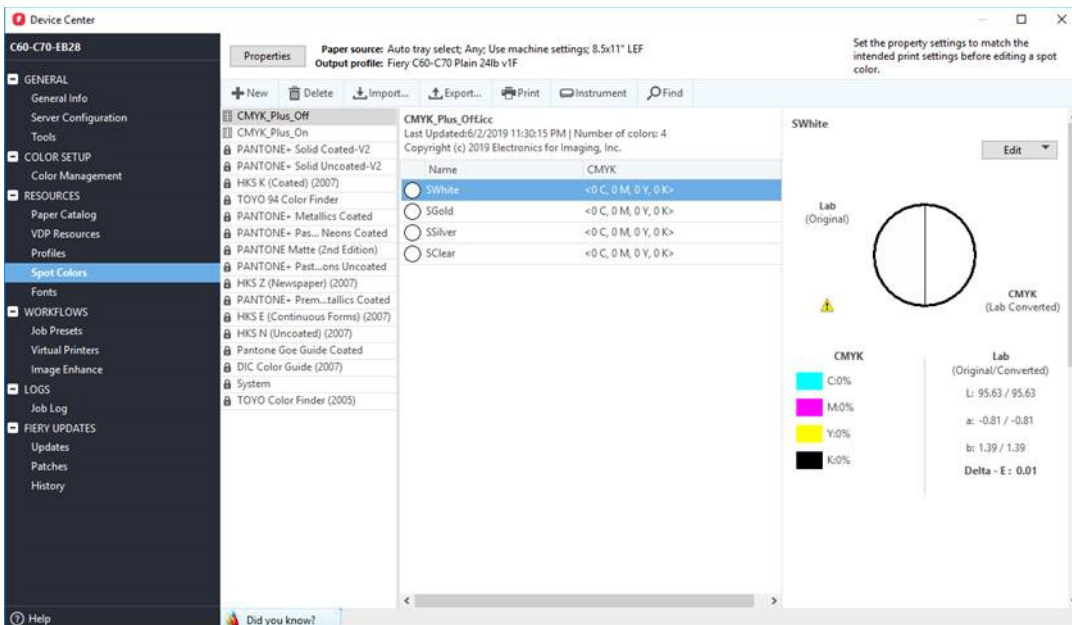 Device Center
C60-C70-EB28
GENERAL
General Info
Server Configuration
Tools
COLOR SETUP
Color Management
RESOURCES
Paper Catalog
VDP Resources
Profiles
Spot Colors
Fonts
WORKFLOWS
Job Presets
Virtual Printers
Image Enhance
LOGS
Job Log
FIERY UPDATES
Updates
Patches
History
Help
Properties
Paper source: Auto tray select; Any; Use machine settings; 8.5x11" LEF
Output profile: Fiery C60-C70 Plain 24lb v1F
Set the property settings to match the
intended print settings before editing a spot
color.
New Delete Import... Export... Print Instrument Find
CMYK_Plus_Off
CMYK_Plus_On
PANTONE+ Solid Coated-V2
PANTONE+ Solid Uncoated-V2
HKS K (Coated) (2007)
TOYO 94 Color Finder
PANTONE+ Metallics Coated
PANTONE+ Pas... Neons Coated
PANTONE Matte (2nd Edition)
PANTONE+ Past...ons Uncoated
HKS Z (Newspaper) (2007)
PANTONE+ Prem...tallics Coated
HKS E (Continuous Forms) (2007)
HKS N (Uncoated) (2007)
Pantone Goe Guide Coated
DIC Color Guide (2007)
System
TOYO Color Finder (2005)
Did you know?
CMYK_Plus_Off.icc
Last Updated:6/2/2019 11:30:15 PM | Number of colors: 4
Copyright (c) 2019 Electronics for Imaging, Inc.
Name CMYK
SWhite <0 C, 0 M, 0 Y, 0 K>
SGold <0 C, 0 M, 0 Y, 0 K>
SSilver <0 C, 0 M, 0 Y, 0 K>
SClear <0 C, 0 M, 0 Y, 0 K>
SWhite
Edit
Lab
(Original)
CMYK
(Lab Converted)
CMYK
C:0%
M:0%
Y:0%
K:0%
Lab
(Original/Converted)
L: 95.63 / 95.63
a: -0.81 / -0.81
b: 1.39 / 1.39
Delta - E : 0.01